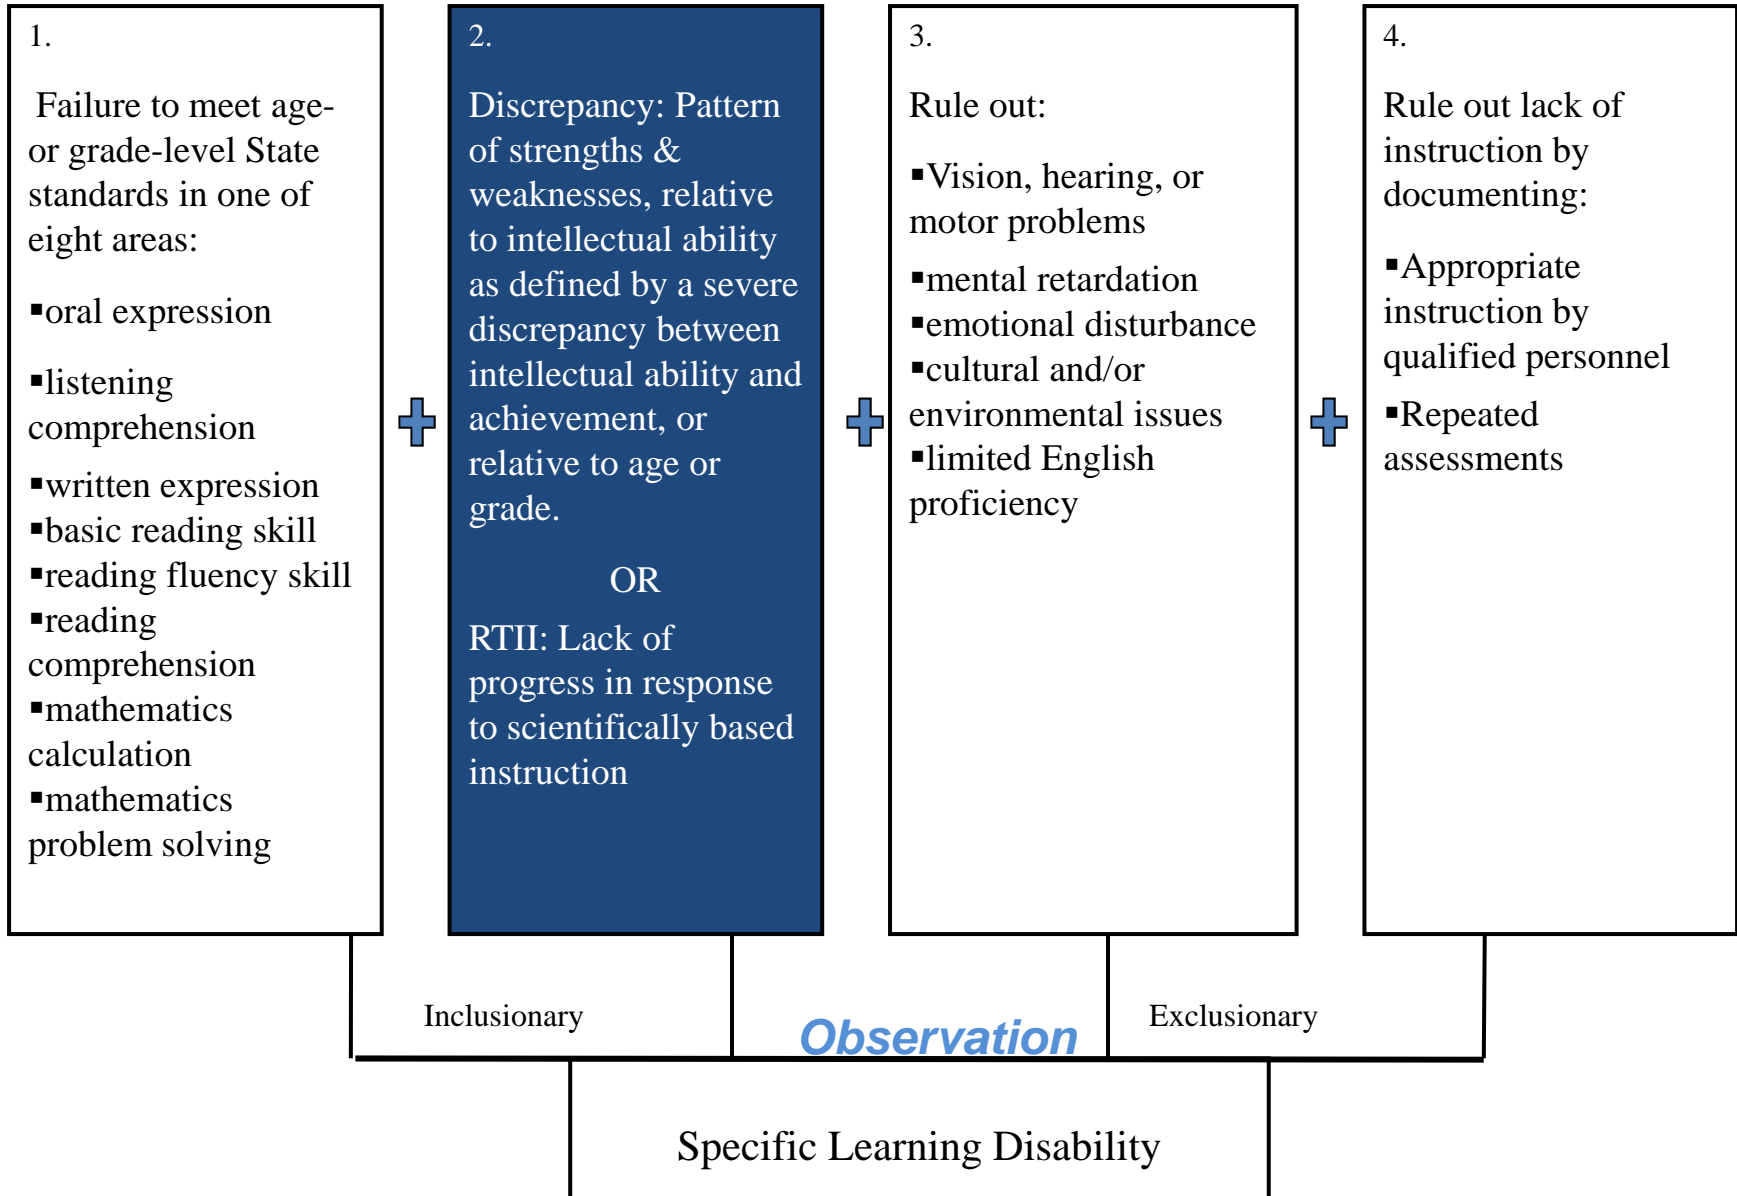 1.
Failure to meet age-
or grade-level State
standards in one of
eight areas:
▪oral expression
▪listening
comprehension
▪written expression
▪basic reading skill
▪reading fluency skill
▪reading
comprehension
▪mathematics
calculation
▪mathematics
problem solving
2.
Discrepancy: Pattern
of strengths &
weaknesses, relative
to intellectual ability
as defined by a severe
discrepancy between
intellectual ability and
achievement, or
relative to age or
grade.
OR
RTII: Lack of
progress in response
to scientifically based
instruction
3.
Rule out:
▪Vision, hearing, or
motor problems
▪mental retardation
▪emotional disturbance
▪cultural and/or
environmental issues
▪limited English
proficiency
4.
Rule out lack of
instruction by
documenting:
▪Appropriate
instruction by
qualified personnel
▪Repeated
assessments
Inclusionary
Observation
Exclusionary
Specific Learning Disability